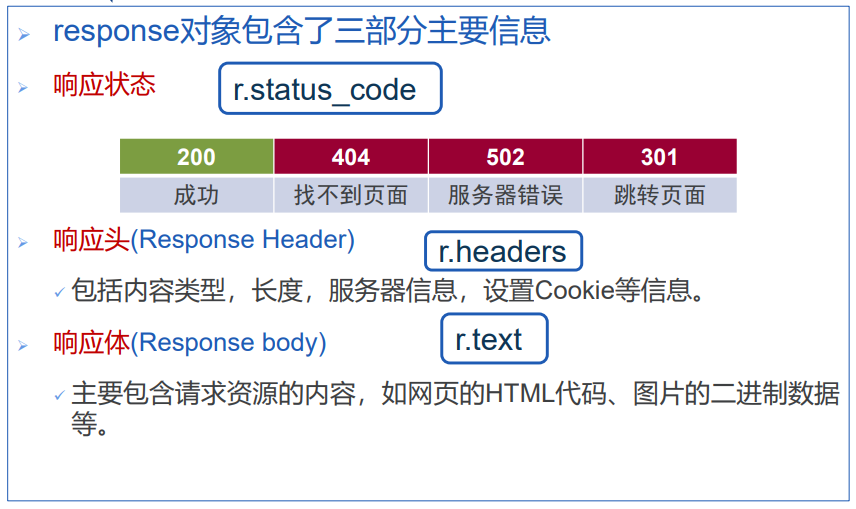 response对象包含了三部分主要信息
响应状态
r.status_code
200 404 502 301
成功 找不到页面 服务器错误 跳转页面
响应头(Response Header)
r.headers
包括内容类型，长度，服务器信息，设置Cookie等信息。
响应体(Response body)
r.text
主要包含请求资源的内容，如网页的HTML代码、图片的二进制数据
等。